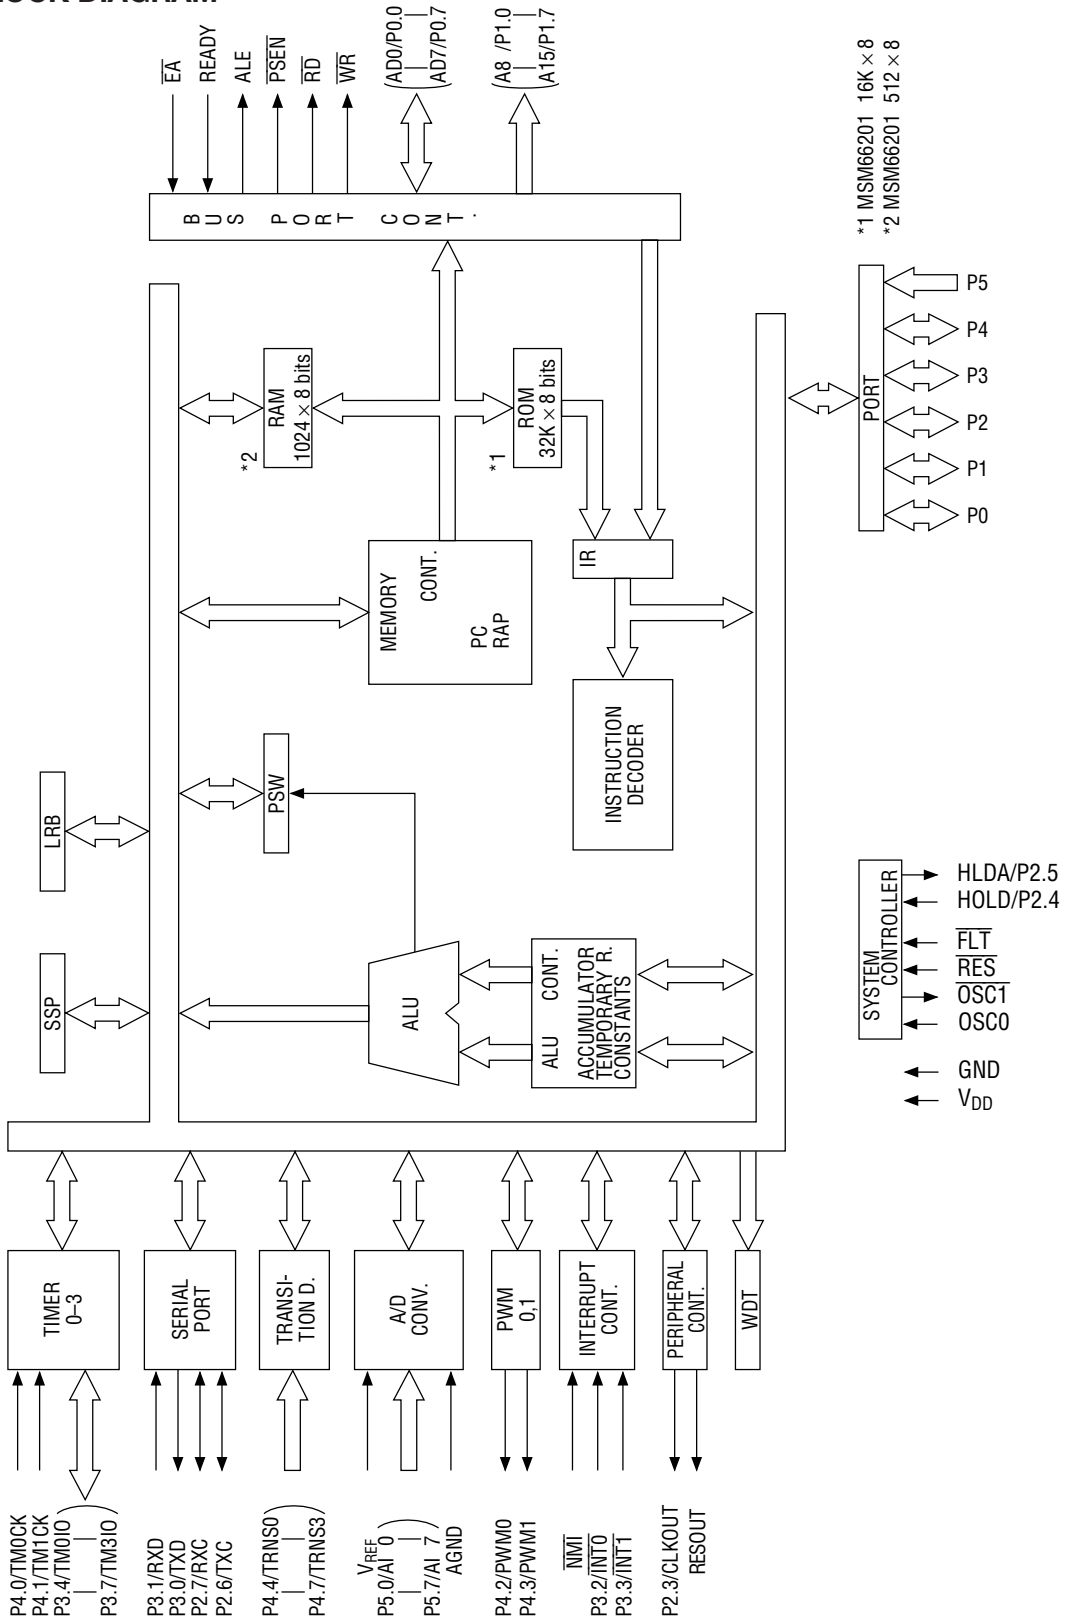 P4.0/TM0CK
P4.1/TM1CK
P3.4/TM0IO
P3.7/TM3IO
P3.1/RXD
P3.0/TXD
P2.7/RXC
P2.6/TXC
P4.4/TRNS0
P4.7/TRNS3
VREF
P5.0/AI 0
P5.7/AI 7
AGND
P4.2/PWM0
P4.3/PWM1
NMI
P3.2/INT0
P3.3/INT1
P2.3/CLKOUT
RESOUT
TIMER
0–3
SERIAL
PORT
TRANSI-
TION D.
A/D
CONV.
PWM
0,1
INTERRUPT
CONT.
PERIPHERAL
CONT.
WDT
SSP
LRB
ALU
PSW
ALU CONT.
ACCUMULATOR
TEMPORARY R.
CONSTANTS
MEMORY
CONT.
PC
RAP
INSTRUCTION
DECODER
IR
*2
RAM
1024 × 8 bits
*1
ROM
32K × 8 bits
BUS PORT CONT.
EA
READY
ALE
PSEN
RD
WR
AD0/P0.0
AD7/P0.7
A8 /P1.0
A15/P1.7
SYSTEM
CONTROLLER
HLDA/P2.5
HOLD/P2.4
FLT
RES
OSC1
OSC0
GND
VDD
PORT
P0
P1
P2
P3
P4
P5
*1 MSM66201 16K × 8
*2 MSM66201 512 × 8